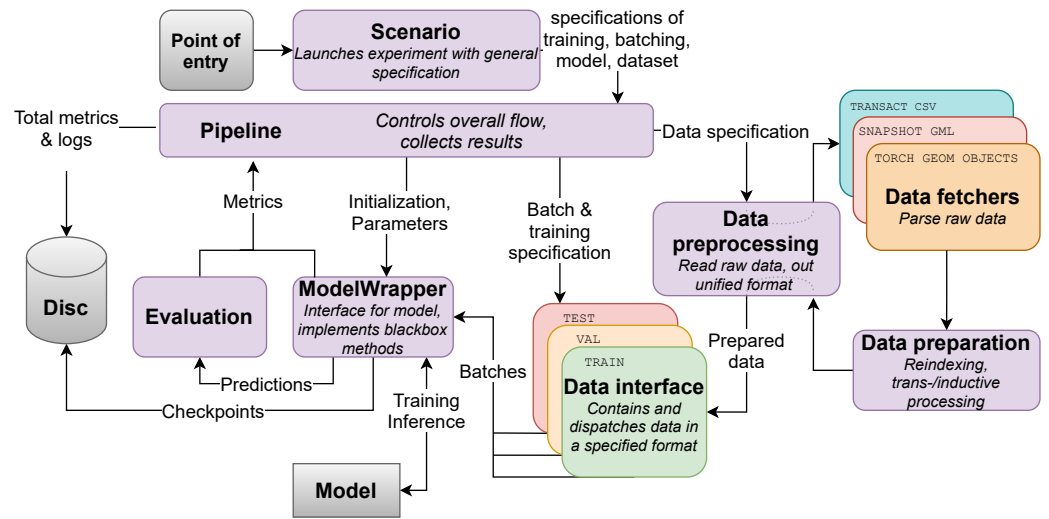 Point of
entry
Scenario
Launches experiment with general
specification
specifications of
training, batching,
model, dataset
Total metrics
& logs
Pipeline
Controls overall flow,
collects results
Data specification
TRANSACT CSV
SNAPSHOT GML
TORCH GEOM OBJECTS
Data fetchers
Parse raw data
Metrics
Initialization,
Parameters
Batch &
training
specification
Data
preprocessing
Read raw data, out
unified format
Disc
Evaluation
ModelWrapper
Interface for model,
implements blackbox
methods
TEST
VAL
TRAIN
Data interface
Contains and
dispatches data in
a specified format
Prepared
data
Data preparation
Reindexing,
trans-/inductive
processing
Predictions
Checkpoints
Training
Inference
Batches
Model